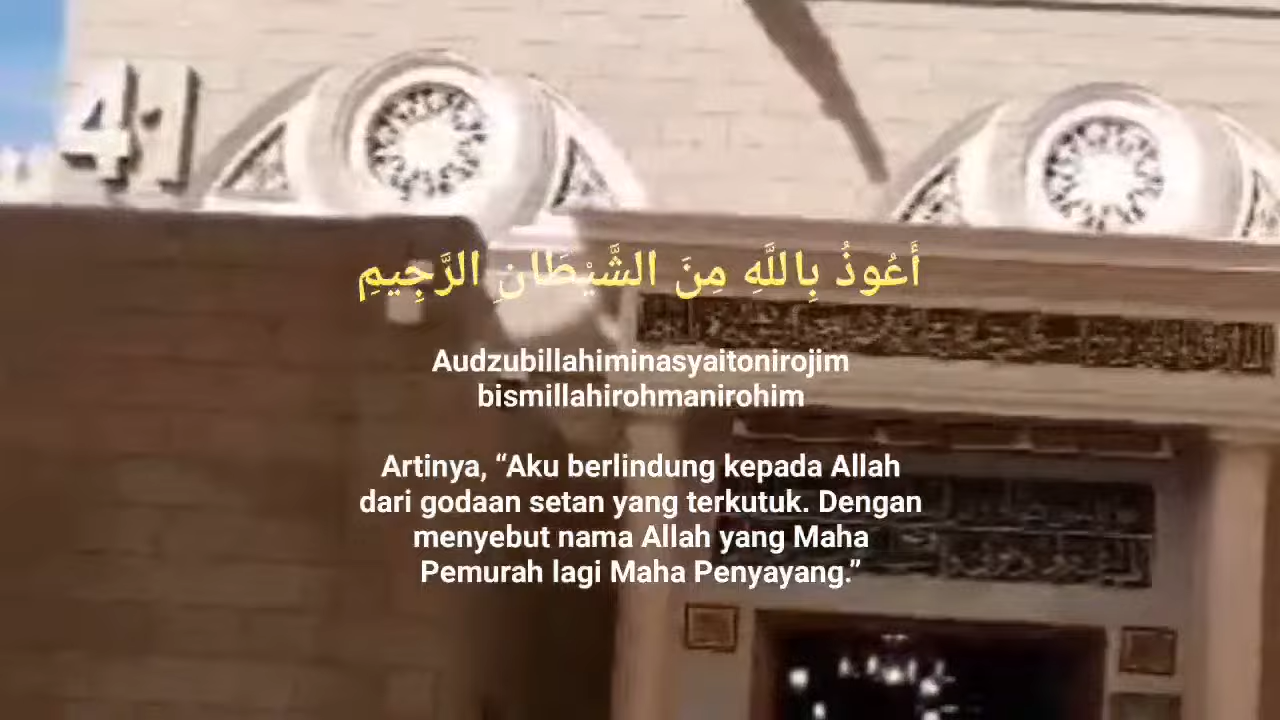 41
أَعُوذُ بِاللَّهِ مِنَ الشَّيْطَانِ الرَّجِيمِ
Audzubillahiminasyaitonirojim
bismillahirohmanirohim
Artinya, “Aku berlindung kepada Allah
dari godaan setan yang terkutuk. Dengan
menyebut nama Allah yang Maha
Pemurah lagi Maha Penyayang.”